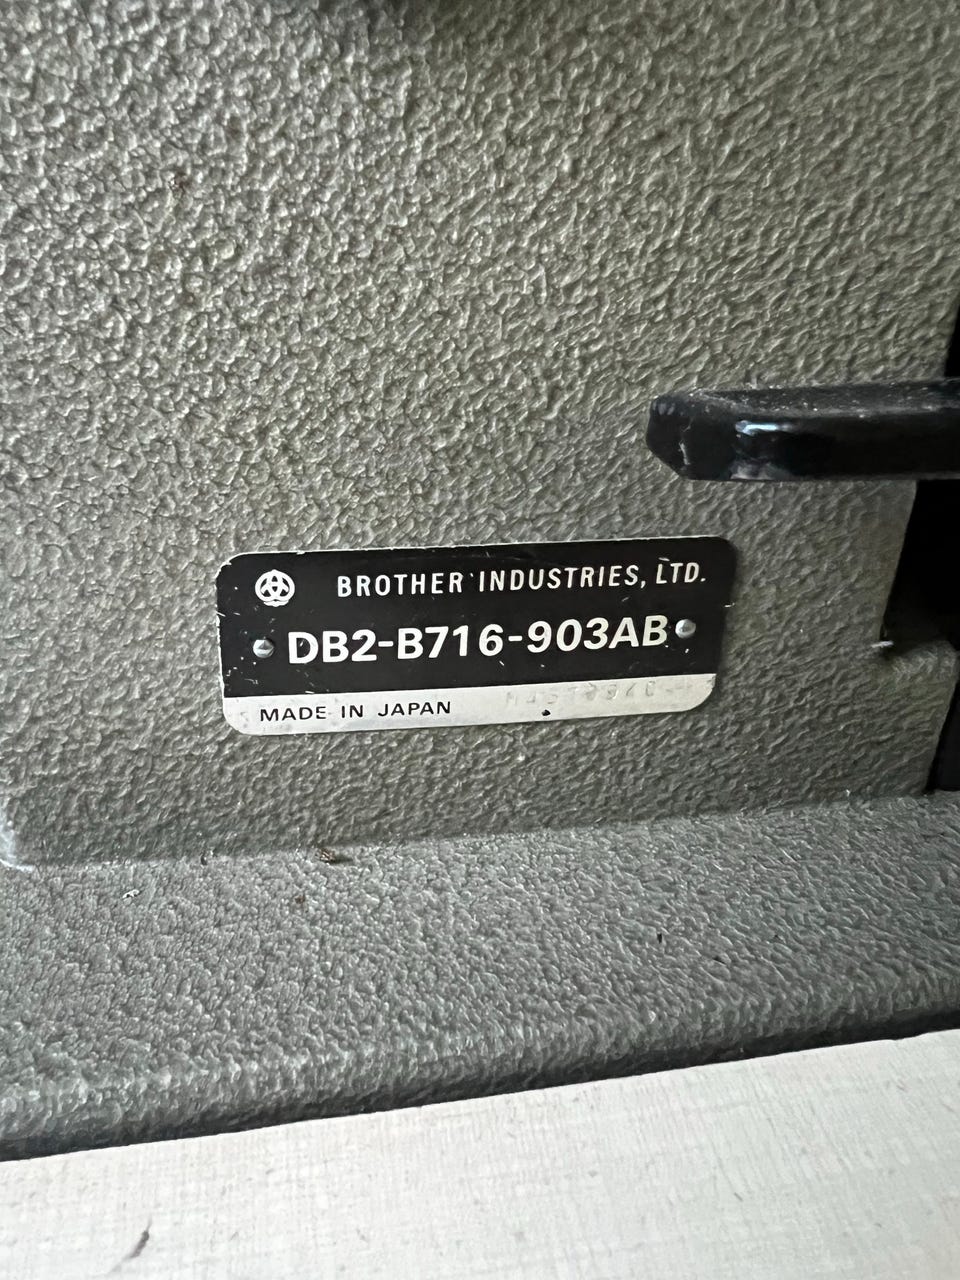 BROTHER INDUSTRIES, LTD.
DB2-B716-903AB
MADE IN JAPAN